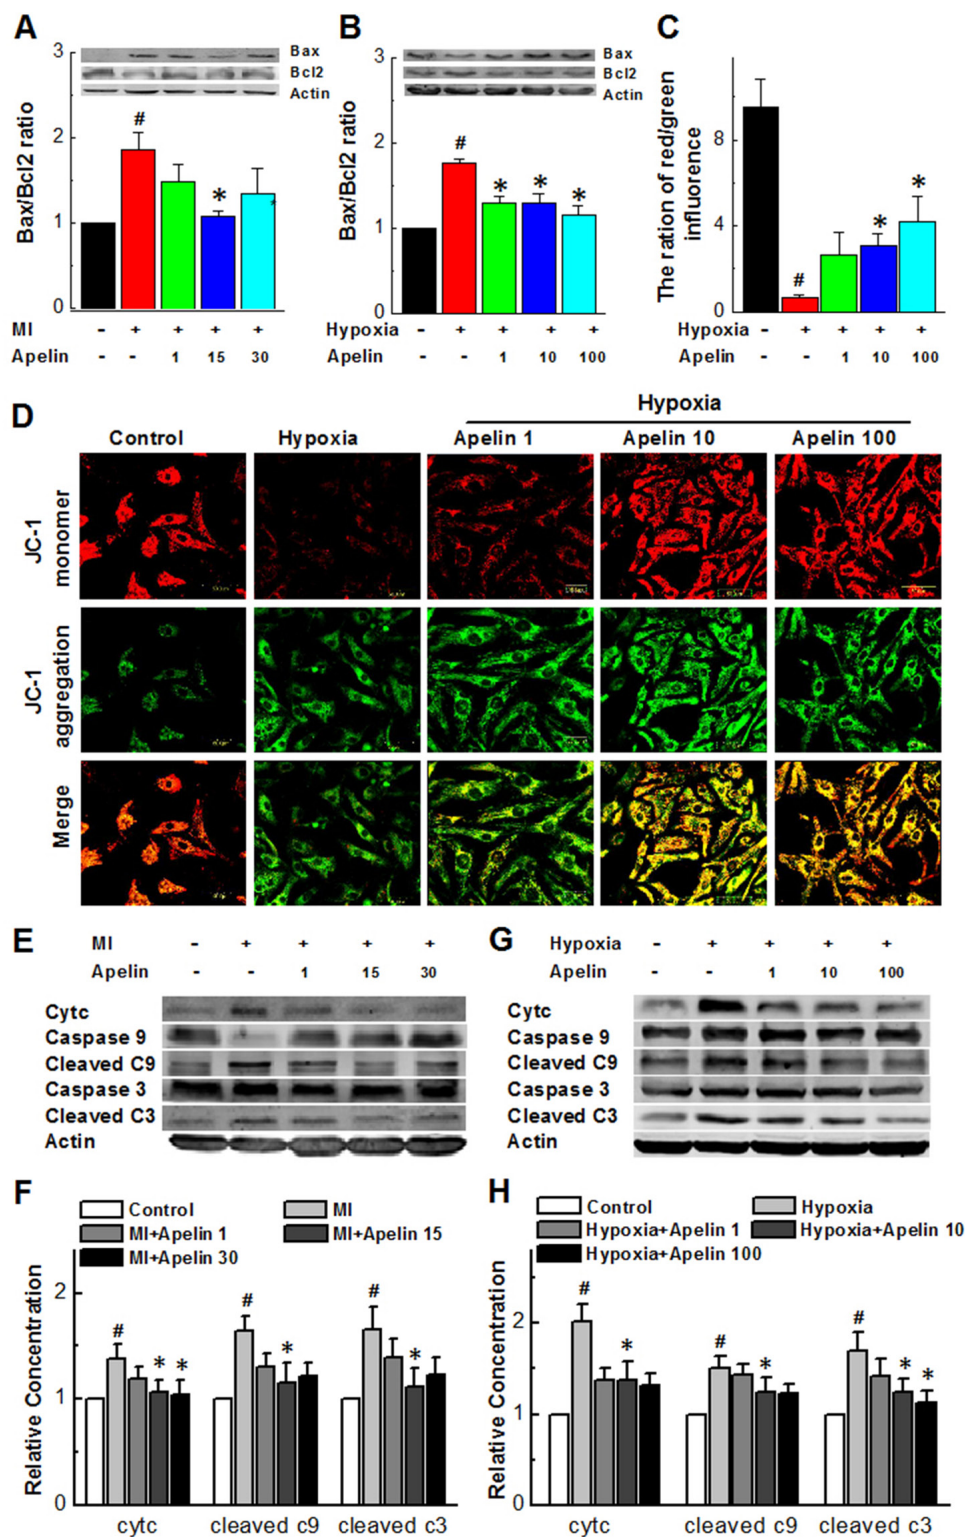 A
3
2
1
0
Bax/Bcl2 ratio
Bax
Bcl2
Actin
#
*
*
MI - + + + +
Apelin - - 1 15 30
B
3
2
1
0
Bax/Bcl2 ratio
Bax
Bcl2
Actin
#
* * *
Hypoxia - + + + +
Apelin - - 1 10 100
C
8
4
0
The ration of red/green
influorence
#
* *
Hypoxia - + + + +
Apelin - - 1 10 100
D
Hypoxia
Control Hypoxia Apelin 1 Apelin 10 Apelin 100
JC-1
monomer
JC-1
aggregation
Merge
E
MI - + + + +
Apelin - - 1 15 30
Cytc
Caspase 9
Cleaved C9
Caspase 3
Cleaved C3
Actin
G
Hypoxia - + + + +
Apelin - - 1 10 100
Cytc
Caspase 9
Cleaved C9
Caspase 3
Cleaved C3
Actin
F
Control MI
MI+Apelin 1 MI+Apelin 15
MI+Apelin 30
2
1
0
Relative Concentration
# * *
# *
# *
cytc cleaved c9 cleaved c3
H
Control Hypoxia
Hypoxia+Apelin 1 Hypoxia+Apelin 10
Hypoxia+Apelin 100
2
1
0
Relative Concentration
# *
# *
# * *
cytc cleaved c9 cleaved c3